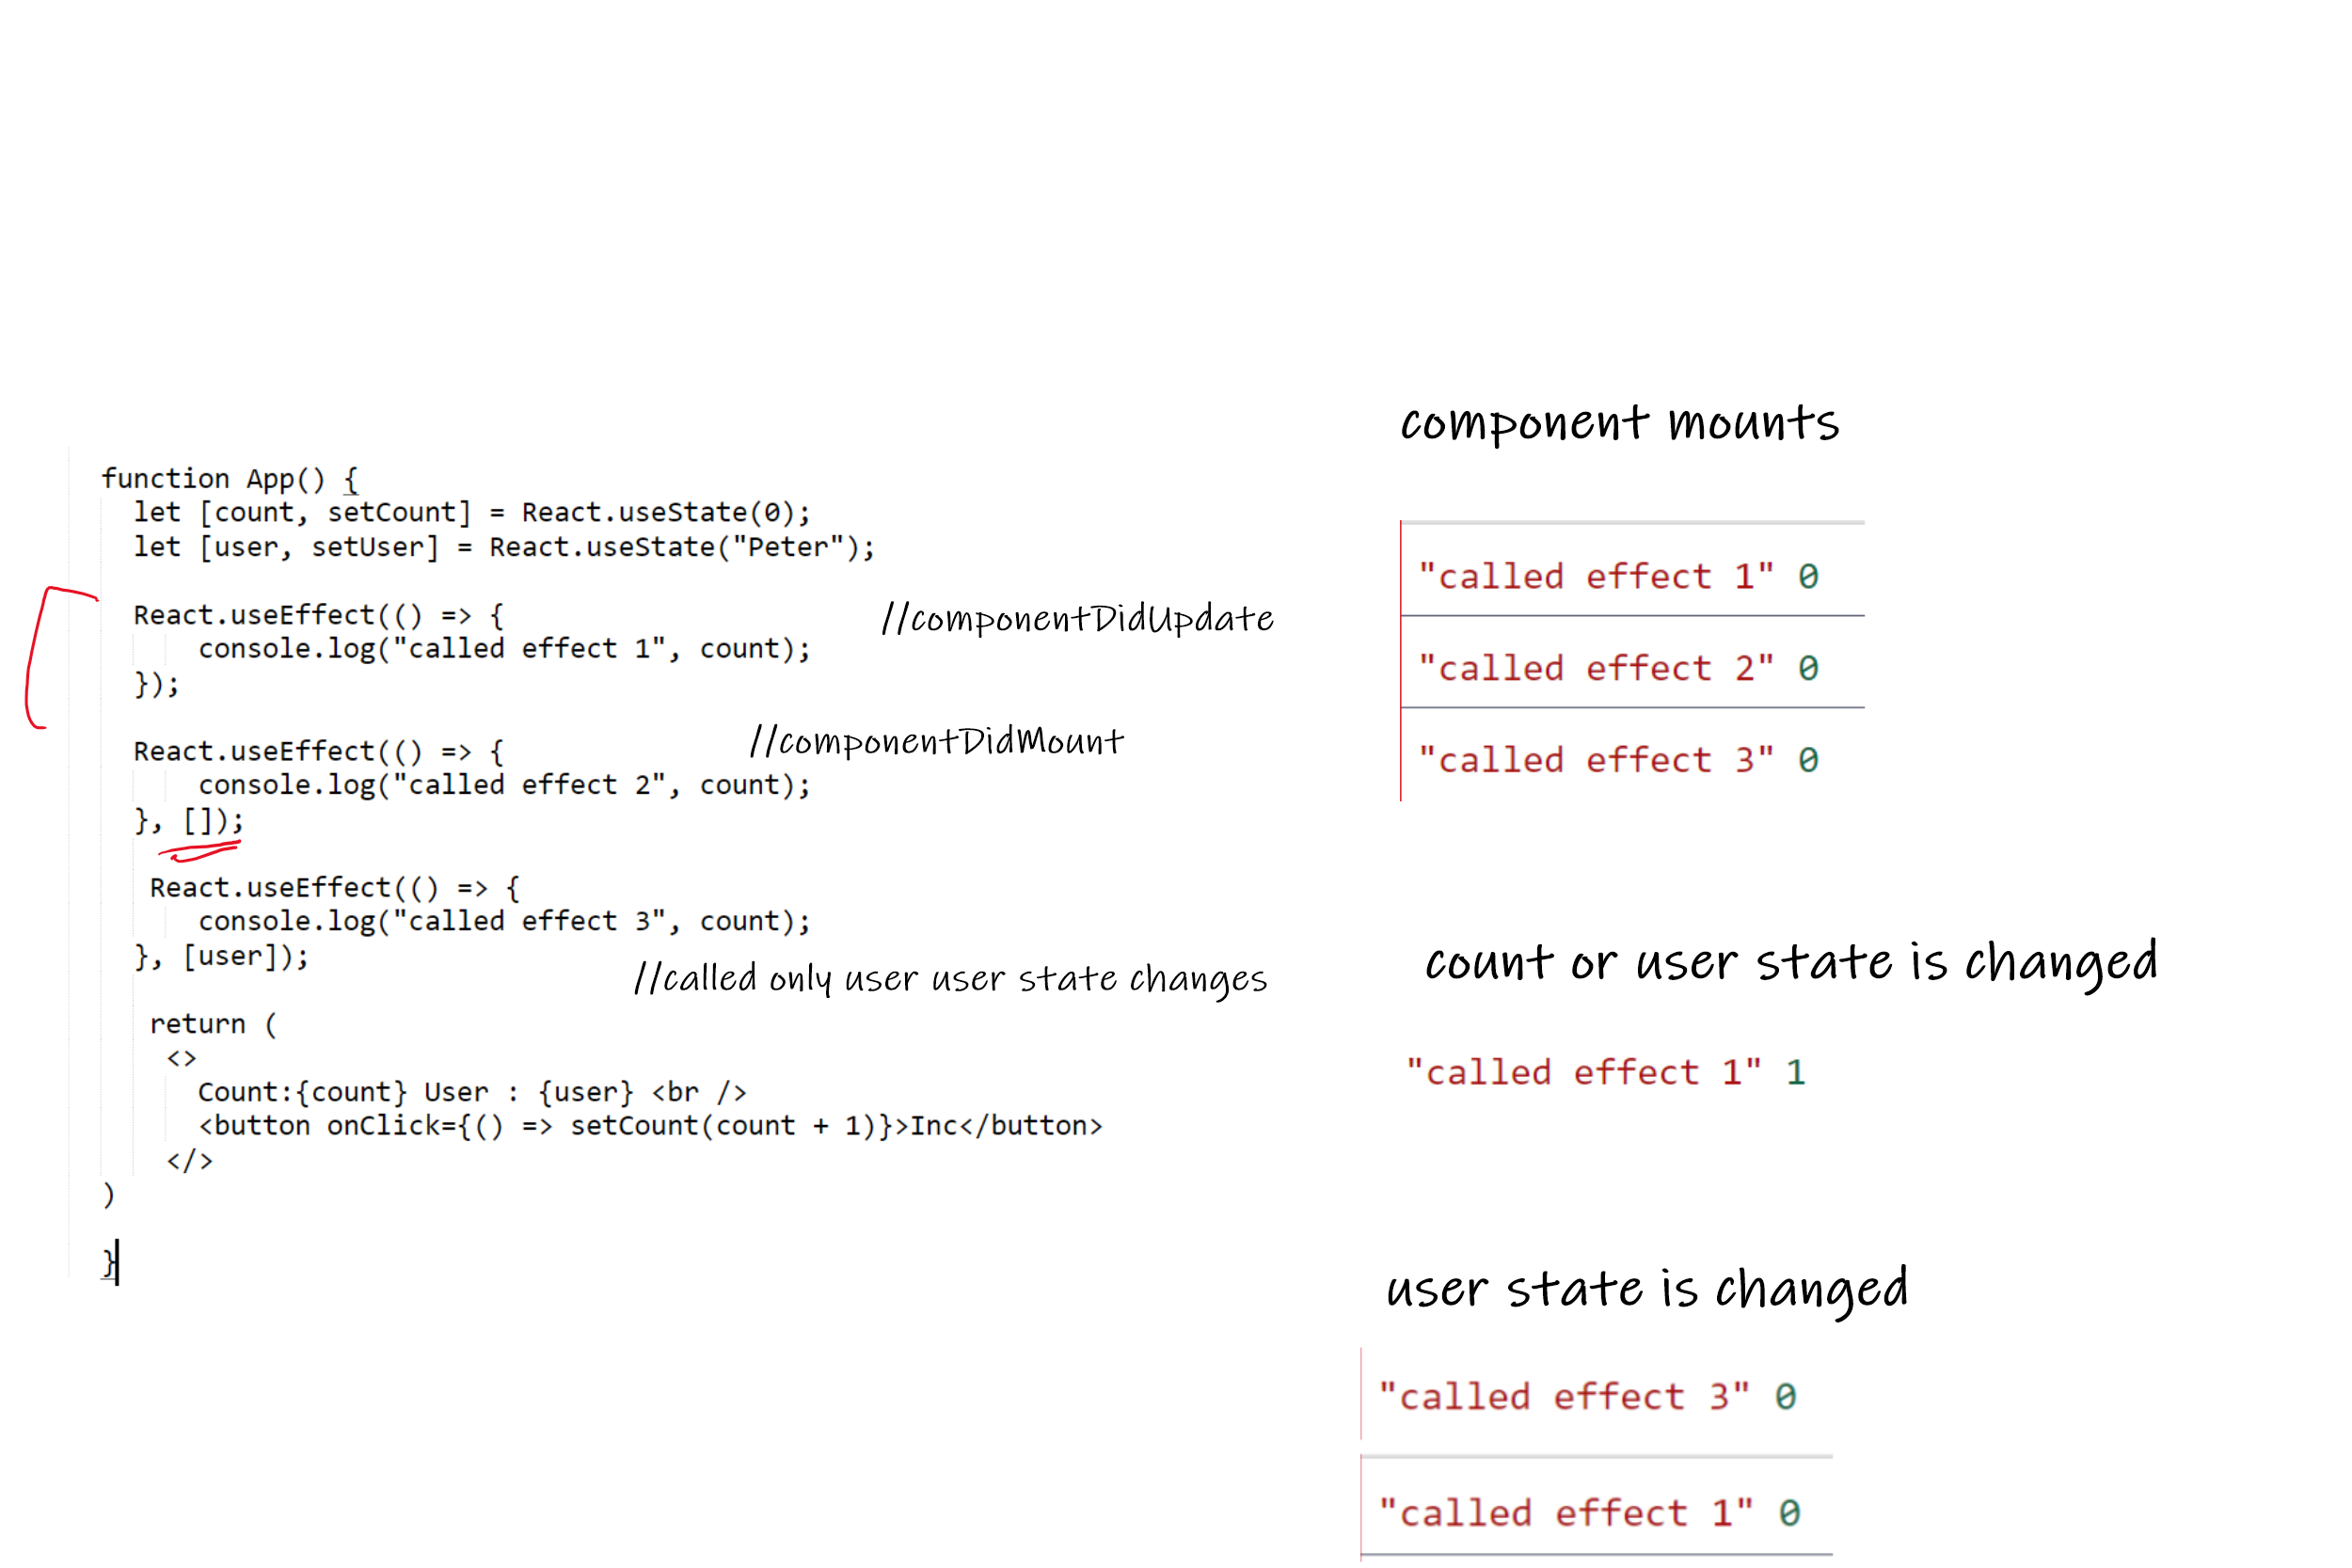 function App() {
let [count, setCount] = React.useState(0);
let [user, setUser] = React.useState("Peter");
React.useEffect(() => {
console.log("called effect 1", count);
});
//componentDidUpdate
React.useEffect(() => {
console.log("called effect 2", count);
}, []);
//componentDidMount
React.useEffect(() => {
console.log("called effect 3", count);
}, [user]);
//called only user user state changes
return (
<>
Count:{count} User : {user} <br />
<button onClick={() => setCount(count + 1)}>Inc</button>
</>
)
}
component mounts
"called effect 1" 0
"called effect 2" 0
"called effect 3" 0
count or user state is changed
"called effect 1" 1
user state is changed
"called effect 3" 0
"called effect 1" 0